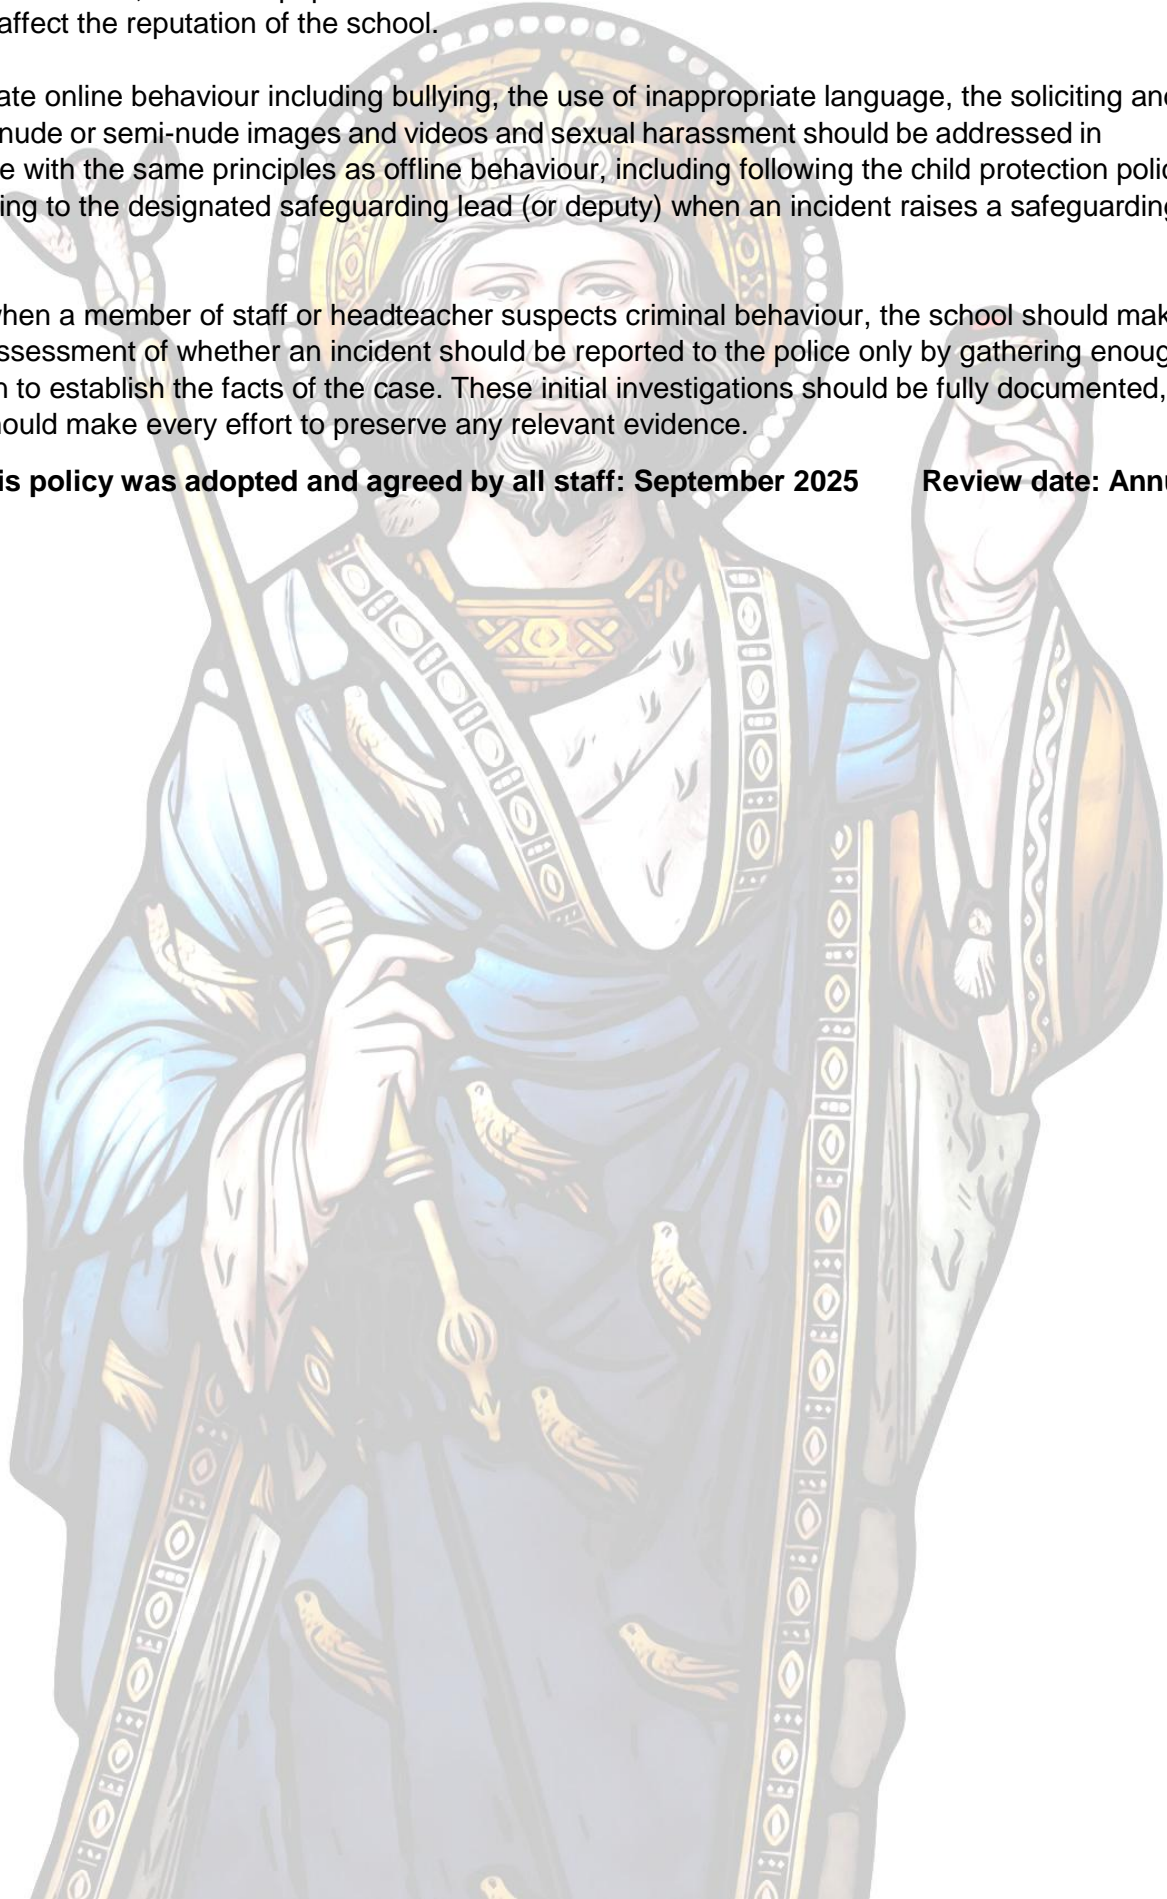 affect the reputation of the school.
ate online behaviour including bullying, the use of inappropriate language, the soliciting and
nude or semi-nude images and videos and sexual harassment should be addressed in
e with the same principles as offline behaviour, including following the child protection polic
ing to the designated safeguarding lead (or deputy) when an incident raises a safeguarding
when a member of staff or headteacher suspects criminal behaviour, the school should mak
ssessment of whether an incident should be reported to the police only by gathering enoug
n to establish the facts of the case. These initial investigations should be fully documented,
hould make every effort to preserve any relevant evidence.
is policy was adopted and agreed by all staff: September 2025 Review date: Annu